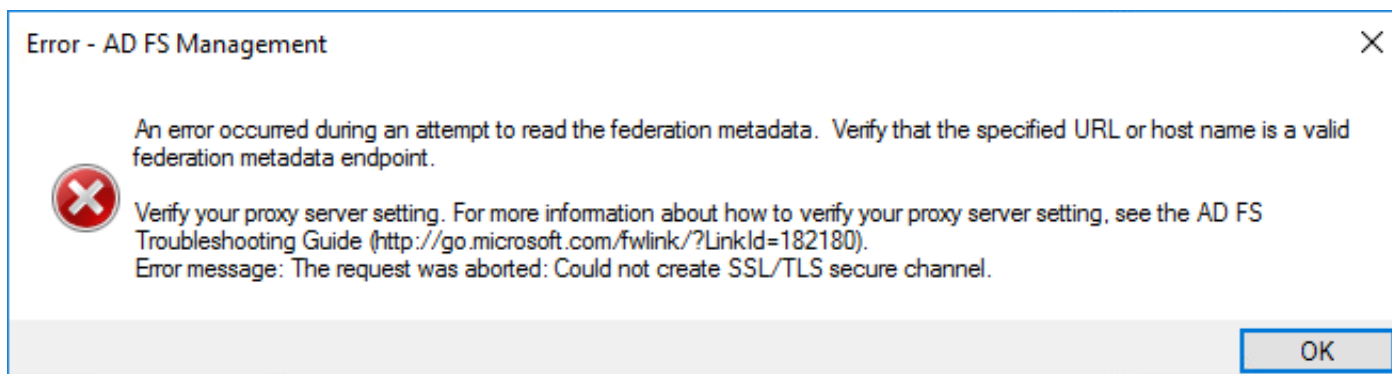 Error - AD FS Management
An error occurred during an attempt to read the federation metadata.  Verify that the specified URL or host name is a valid
federation metadata endpoint.
Verify your proxy server setting. For more information about how to verify your proxy server setting, see the AD FS
Troubleshooting Guide (http://go.microsoft.com/fwlink/?LinkId=182180).
Error message: The request was aborted: Could not create SSL/TLS secure channel.
OK